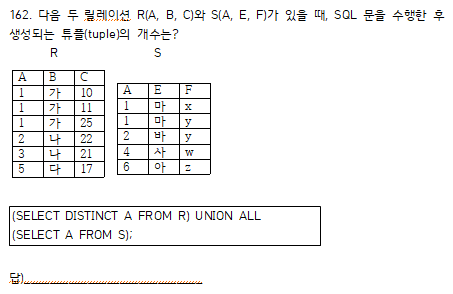 162. 다음 두 릴레이션 R(A, B, C)와 S(A, E, F)가 있을 때, SQL 문을 수행한 후
생성되는 튜플(tuple)의 개수는?
R S
A B C
1 가 10
1 가 11
1 가 25
2 나 22
3 나 21
5 다 17
A E F
1 마 x
1 마 y
2 바 y
4 사 w
6 아 z
(SELECT DISTINCT A FROM R) UNION ALL
(SELECT A FROM S);
답)